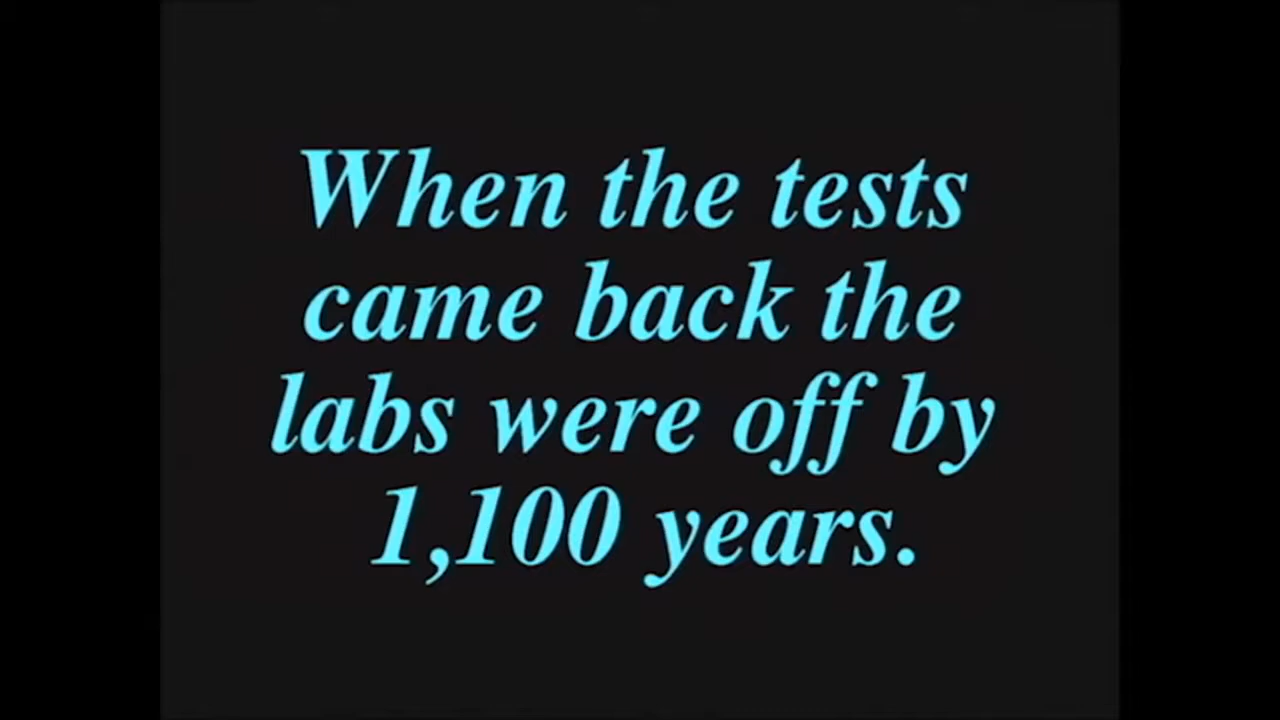 When the tests
came back the
labs were off by
1,100 years.